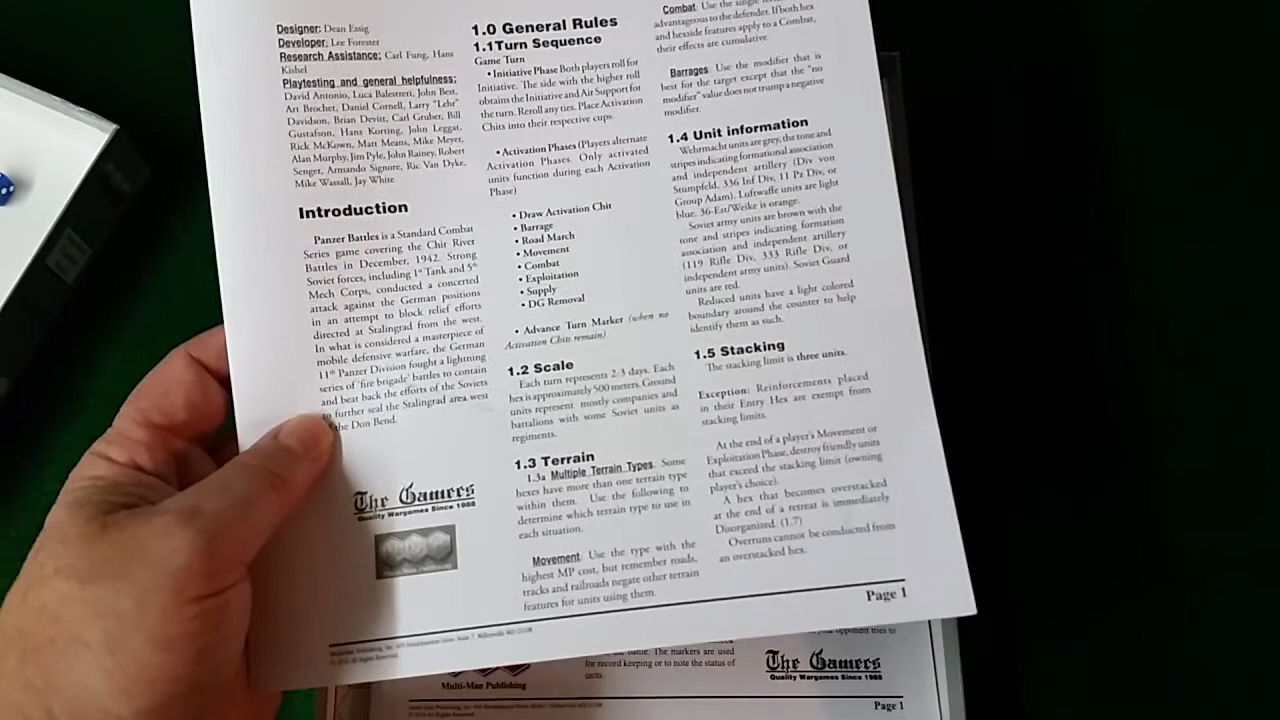 Designer: Dean Essig
Developer: Lee Forester
Research Assistance: Carl Fung, Hans
Kishel
Playtesting and general helpfulness:
David Antonio, Luca Balestreri, John Best,
Art Brochet, Daniel Cornell, Larry "Lehr"
Davidson, Brian Devitt, Carl Gruber, Bill
Gustafson, Hans Korting, John Leggat,
Rick McKown, Matt Means, Mike Meyer,
Alan Murphy, Jim Pyle, John Rainey, Robert
Senger, Armando Signore, Ric Van Dyke,
Mike Wassall, Jay White
Introduction
Panzer Battles is a Standard Combat
Series game covering the Chir River
Battles in December, 1942. Strong
Soviet forces, including 1st Tank and 5th
Mech Corps, conducted a concerted
attack against the German positions
in an attempt to block relief efforts
directed at Stalingrad from the west.
In what is considered a masterpiece of
mobile defensive warfare, the German
11th Panzer Division fought a lightning
series of 'fire brigade' battles to contain
and beat back the efforts of the Soviets
to further seal the Stalingrad area west
the Don Bend.
The Gamers
Quality Wargames Since 1988
1.0 General Rules
1.1 Turn Sequence
Game Turn
• Initiative Phase Both players roll for
Initiative. The side with the higher roll
obtains the Initiative and Air Support for
the turn. Reroll any ties. Place Activation
Chits into their respective cups.
• Activation Phases (Players alternate
Activation Phases. Only activated
units function during each Activation
Phase)
• Draw Activation Chit
• Barrage
• Road March
• Movement
• Combat
• Exploitation
• Supply
• DG Removal
• Advance Turn Marker (when no
Activation Chits remain)
1.2 Scale
Each turn represents 2-3 days. Each
hex is approximately 500 meters. Ground
units represent mostly companies and
battalions with some Soviet units as
regiments.
1.3 Terrain
1.3a Multiple Terrain Types. Some
hexes have more than one terrain type
within them. Use the following to
determine which terrain type to use in
each situation.
Movement: Use the type with the
highest MP cost, but remember roads,
tracks and railroads negate other terrain
features for units using them.
Combat: Use the single
advantageous to the defender. If both hex
and hexside features apply to a Combat,
their effects are cumulative.
Barrages: Use the modifier that is
best for the target except that the "no
modifier" value does not trump a negative
modifier.
1.4 Unit information
Wehrmacht units are grey, the tone and
stripes indicating formational association
and independent artillery (Div von
Stumpfeld, 336 Inf Div, 11 Pz Div, or
Group Adam). Luftwaffe units are light
blue. 36-Est/Weike is orange.
Soviet army units are brown with the
tone and stripes indicating formation
association and independent artillery
(119 Rifle Div, 333 Rifle Div, or
independent army units). Soviet Guard
units are red.
Reduced units have a light colored
boundary around the counter to help
identify them as such.
1.5 Stacking
The stacking limit is three units.
Exception: Reinforcements placed
in their Entry Hex are exempt from
stacking limits.
At the end of a player's Movement or
Exploitation Phase, destroy friendly units
that exceed the stacking limit (owning
player's choice).
A hex that becomes overstacked
at the end of a retreat is immediately
Disorganized. (1.7)
Overruns cannot be conducted from
an overstacked hex.
Page 1
Multi-Man Publishing
The markers are used
for record keeping or to note the status of
units.
your opponent tries to
The Gamers
Quality Wargames Since 1988
Page 1